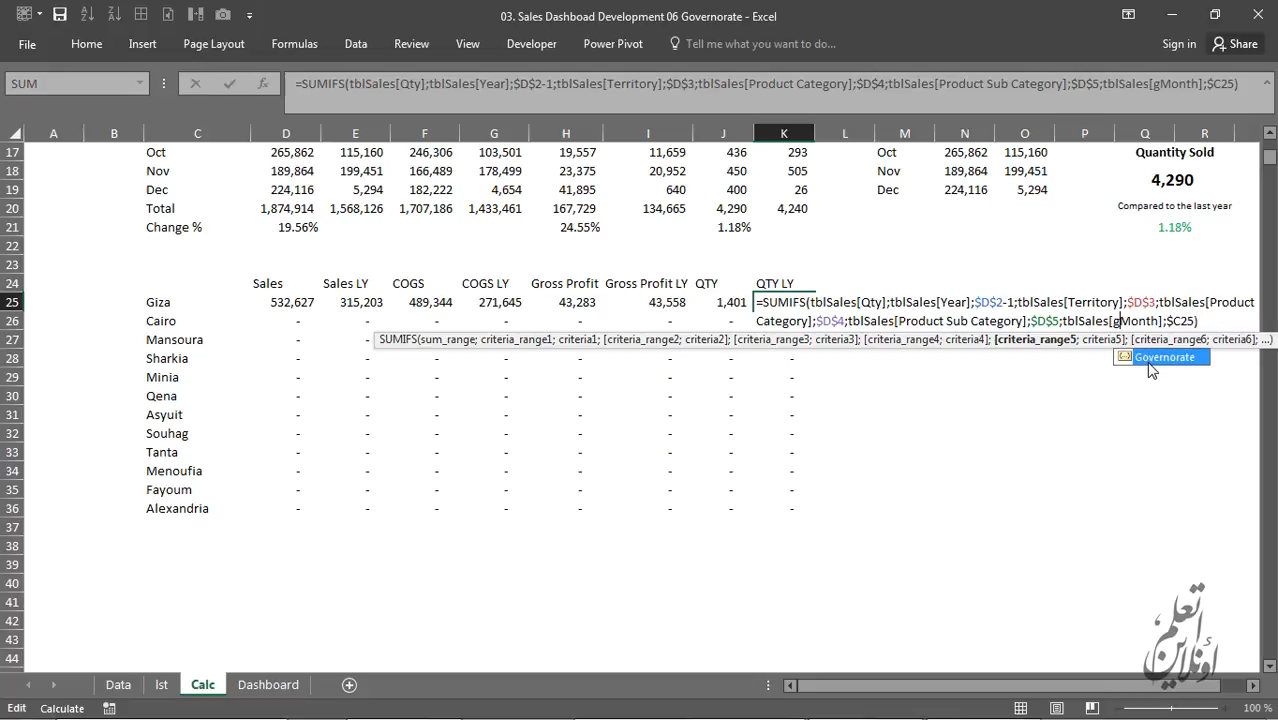 03. Sales Dashboad Development 06 Governorate - Excel
File Home Insert Page Layout Formulas Data Review View Developer Power Pivot Tell me what you want to do... Sign in Share
SUM =SUMIFS(tblSales[Qty];tblSales[Year];$D$2-1;tblSales[Territory];$D$3;tblSales[Product Category];$D$4;tblSales[Product Sub Category];$D$5;tblSales[gMonth];$C25)
A B C D E F G H I J K L M N O P Q R
17 Oct 265,862 115,160 246,306 103,501 19,557 11,659 436 293 Oct 265,862 115,160 Quantity Sold
18 Nov 189,864 199,451 166,489 178,499 23,375 20,952 450 505 Nov 189,864 199,451 4,290
19 Dec 224,116 5,294 182,222 4,654 41,895 640 400 26 Dec 224,116 5,294
20 Total 1,874,914 1,568,126 1,707,186 1,433,461 167,729 134,665 4,290 4,240 Compared to the last year
21 Change % 19.56% 24.55% 1.18% 1.18%
22
23
24 Sales Sales LY COGS COGS LY Gross Profit Gross Profit LY QTY QTY LY
25 Giza 532,627 315,203 489,344 271,645 43,283 43,558 1,401 =SUMIFS(tblSales[Qty];tblSales[Year];$D$2-1;tblSales[Territory];$D$3;tblSales[Product
26 Cairo - - - - - - - Category];$D$4;tblSales[Product Sub Category];$D$5;tblSales[gMonth];$C25)
27 Mansoura - - SUMIFS(sum_range; criteria_range1; criteria1; [criteria_range2; criteria2]; [criteria_range3; criteria3]; [criteria_range4; criteria4]; [criteria_range5; criteria5]; [criteria_range6; criteria6]; ...)
28 Sharkia - - - - - - - - Governorate
29 Minia - - - - - - - -
30 Qena - - - - - - - -
31 Asyuit - - - - - - - -
32 Souhag - - - - - - - -
33 Tanta - - - - - - - -
34 Menoufia - - - - - - - -
35 Fayoum - - - - - - - -
36 Alexandria - - - - - - - -
37
38
39
40
41
42
43
44
اتعلم
أونلاين
Data lst Calc Dashboard
Edit Calculate 100 %